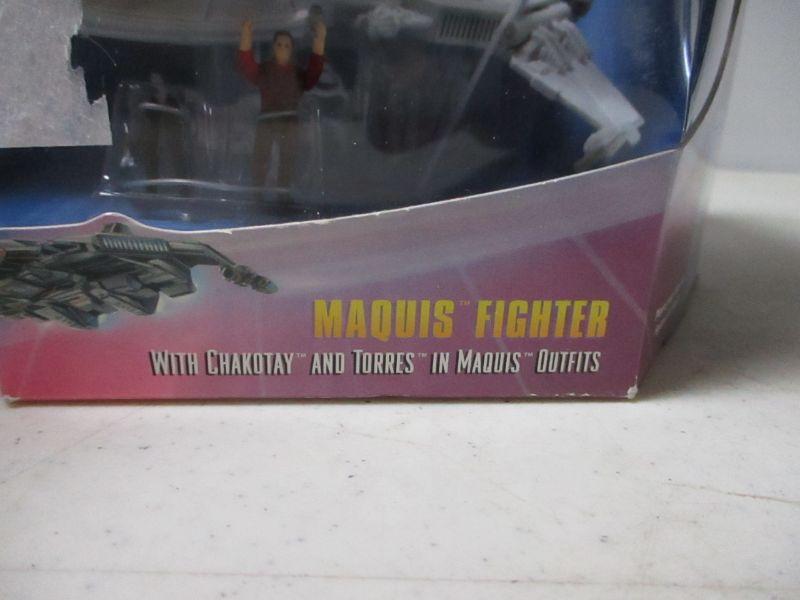 MAQUIS™ FIGHTER
WITH CHAKOTAY™ AND TORRES™ IN MAQUIS™ OUTFITS